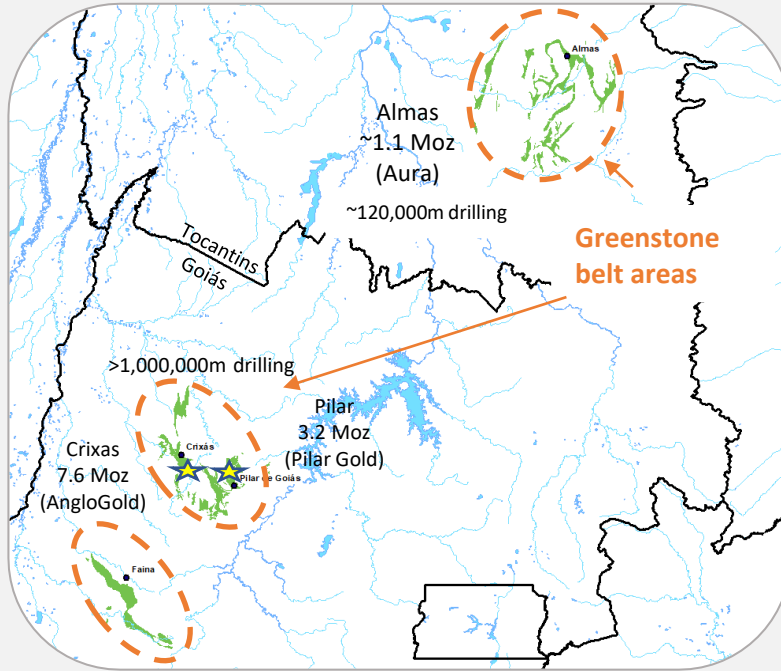 Almas
Almas
~1.1 Moz
(Aura)
~120,000m drilling
Tocantins
Goiás
Greenstone
belt areas
>1,000,000m drilling
Pilar
3.2 Moz
(Pilar Gold)
Crixas
7.6 Moz
(AngloGold)
Crixás
Pilar de Goiás
Faina